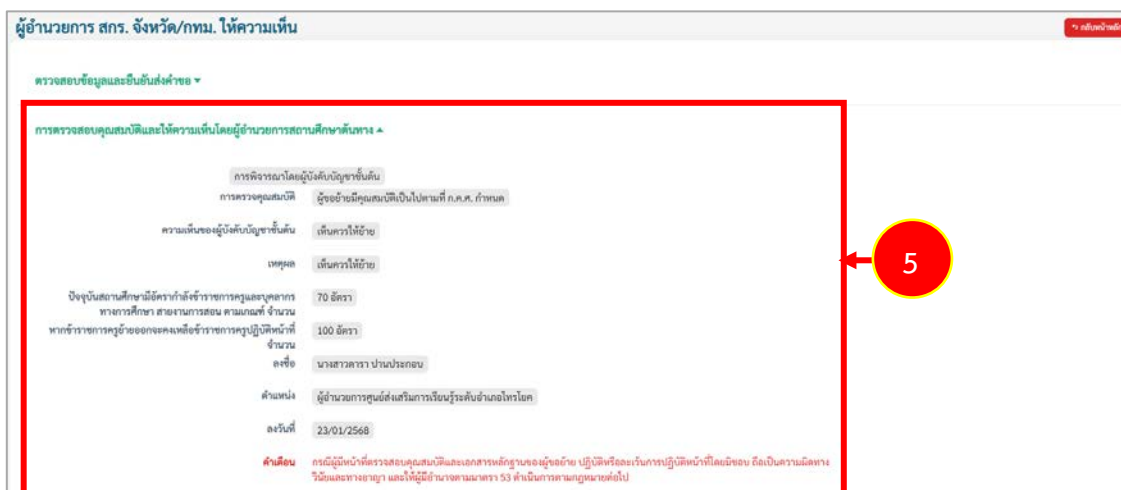 ผู้อำนวยการ สกร. จังหวัด/กทม. ให้ความเห็น
กลับหน้าหลัก
ตรวจสอบข้อมูลและยืนยันส่งคำขอ
การตรวจสอบคุณสมบัติและให้ความเห็นโดยผู้อำนวยการสถานศึกษาต้นทาง
การพิจารณาโดยผู้บังคับบัญชาชั้นต้น
การตรวจคุณสมบัติ ผู้ขอย้ายมีคุณสมบัติเป็นไปตามที่ ก.ค.ศ. กำหนด
ความเห็นของผู้บังคับบัญชาชั้นต้น เห็นควรให้ย้าย
เหตุผล เห็นควรให้ย้าย
5
ปัจจุบันสถานศึกษามีอัตรากำลังข้าราชการครูและบุคลากร 70 อัตรา
ทางการศึกษา สายงานการสอน ตามเกณฑ์ จำนวน
หากข้าราชการครูย้ายออกจะคงเหลือข้าราชการครูปฏิบัติหน้าที่ 100 อัตรา
จำนวน
ลงชื่อ นางสาวดารา ปานประกอบ
ตำแหน่ง ผู้อำนวยการศูนย์ส่งเสริมการเรียนรู้ระดับอำเภอไทรโยค
ลงวันที่ 23/01/2568
คำเตือน กรณีผู้มีหน้าที่ตรวจสอบคุณสมบัติและเอกสารหลักฐานของผู้ขอย้าย ปฏิบัติหรือละเว้นการปฏิบัติหน้าที่โดยมิชอบ ถือเป็นความผิดทาง
วินัยและทางอาญา และให้ผู้มีอำนาจตามมาตรา 53 ดำเนินการตามกฎหมายต่อไป